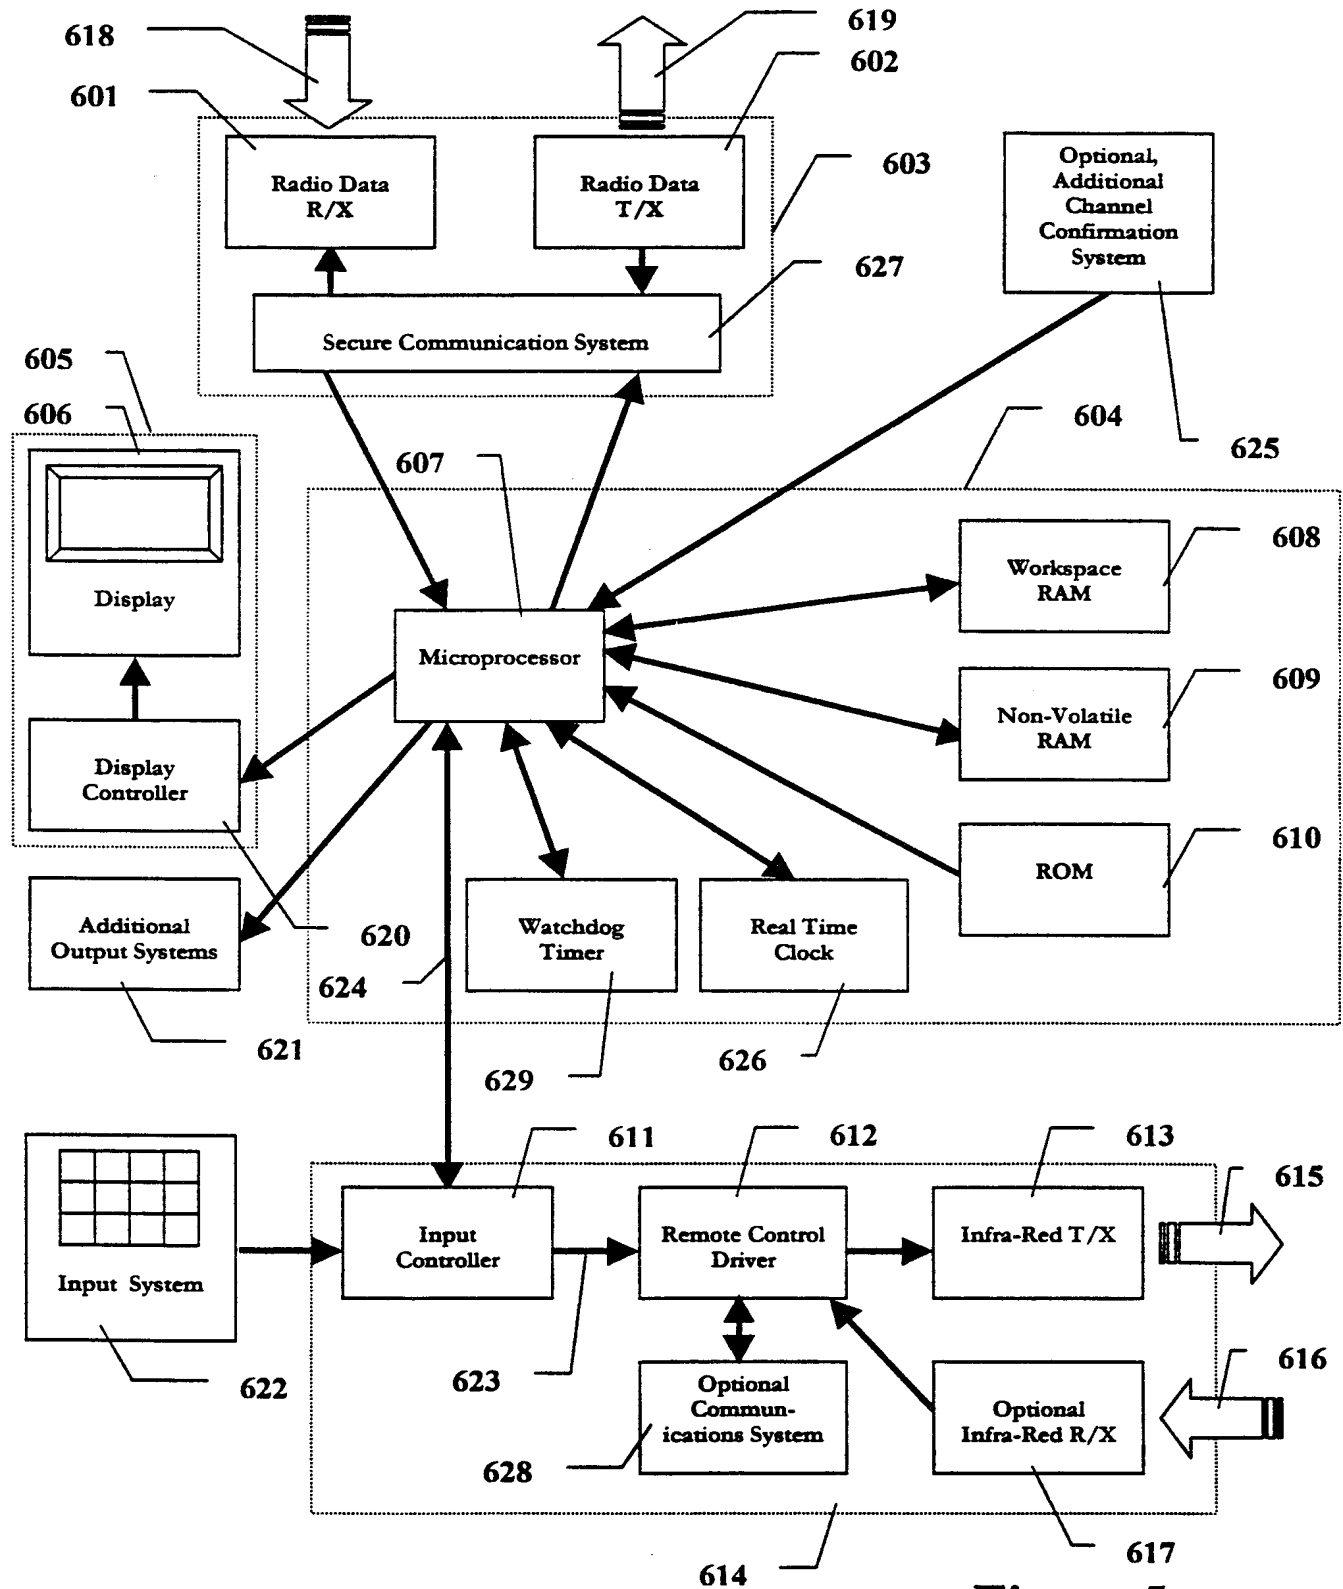 618
619
602
601
Radio Data
R/X
Radio Data
T/X
603
Optional,
Additional
Channel
Confirmation
System
627
Secure Communication System
605
606
607
604
625
Display
Microprocessor
Workspace
RAM
608
Non-Volatile
RAM
609
Display
Controller
ROM
610
Additional
Output Systems
620
624
Watchdog
Timer
Real Time
Clock
621
629
626
611
612
613
615
Input
Controller
Remote Control
Driver
Infra-Red T/X
Input System
622
623
Optional
Commun-
ications System
628
Optional
Infra-Red R/X
616
614
617